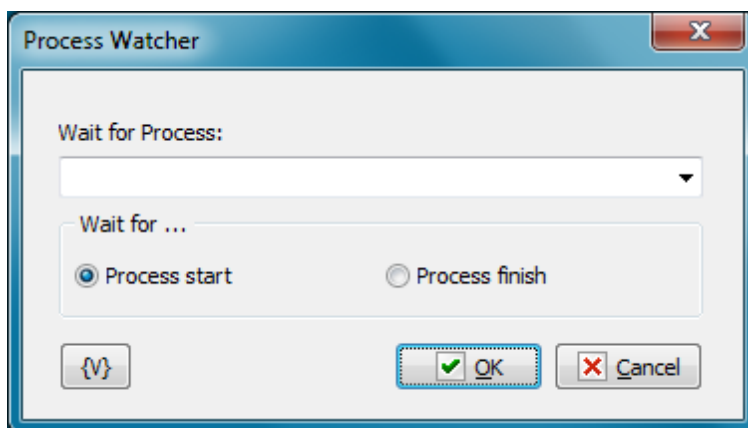 Process Watcher
Wait for Process:
Wait for ...
Process start
Process finish
{V}
OK
Cancel